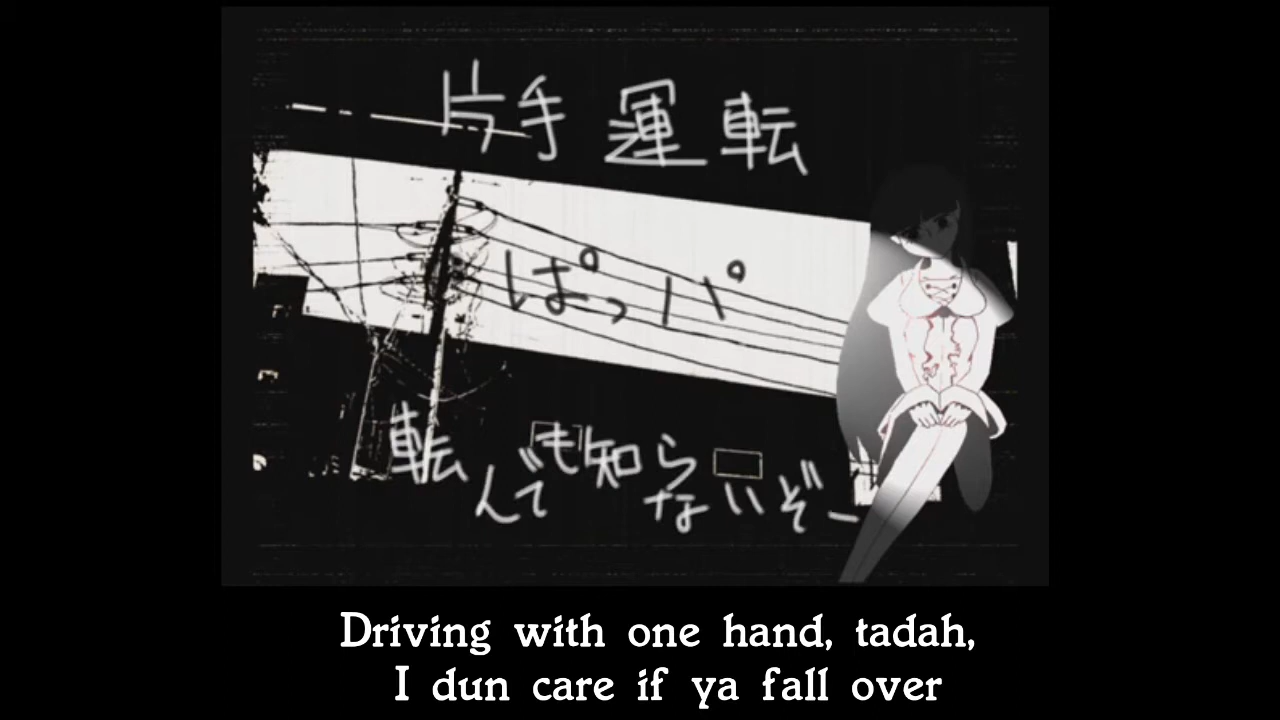 片手運転
ぱっパ
転んでも知らないぞー
Driving with one hand, tadah,
I dun care if ya fall over